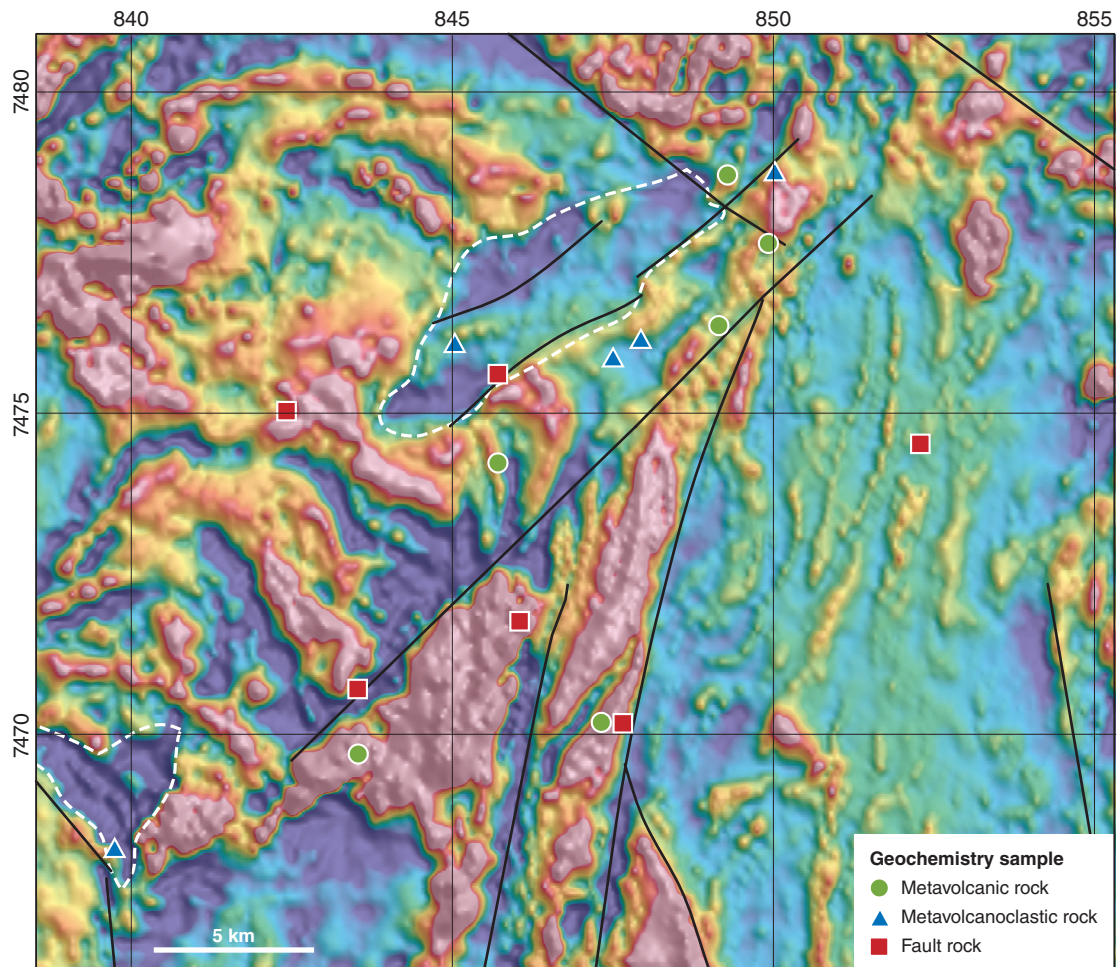 840 845 850 855
7480
7475
7470
5 km
Geochemistry sample
Metavolcanic rock
Metavolcanoclastic rock
Fault rock